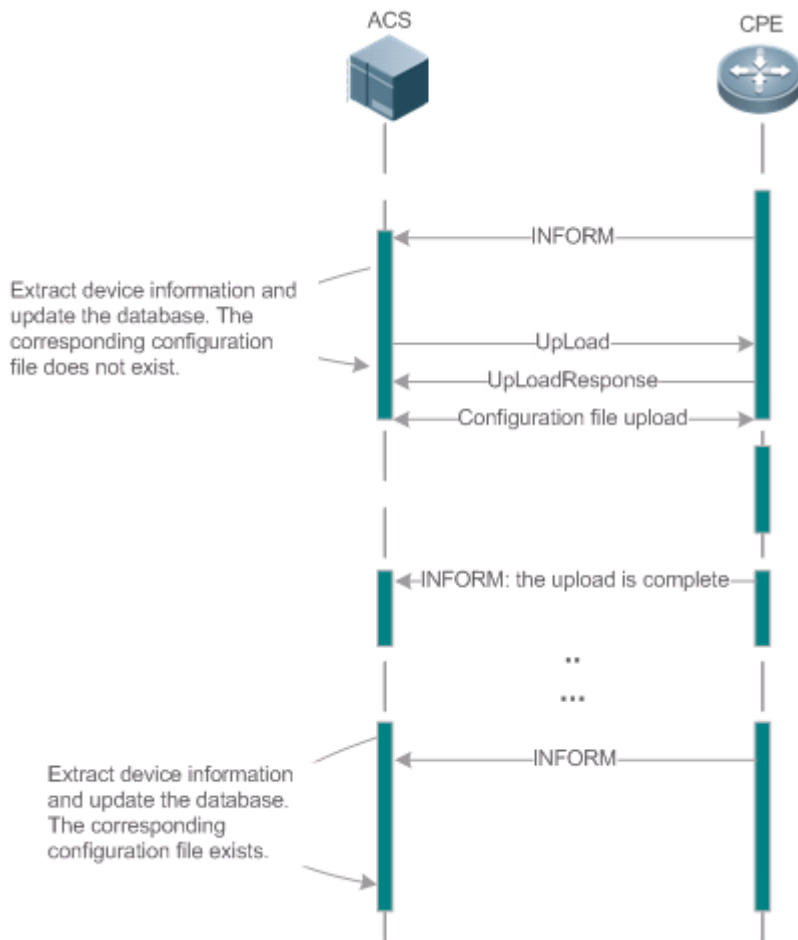 ACS
CPE
INFORM
Extract device information and
update the database. The
corresponding configuration
file does not exist.
UpLoad
UpLoadResponse
Configuration file upload
INFORM: the upload is complete
..
...
INFORM
Extract device information
and update the database.
The corresponding
configuration file exists.